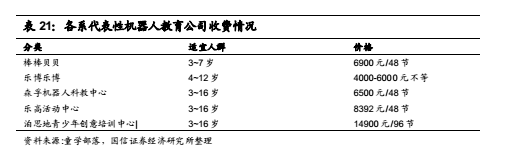 表 21：各系代表性机器人教育公司收费情况
分类 适宜人群 价格
棒棒贝贝 3~7 岁 6900 元/48 节
乐博乐博 4~12 岁 4000-6000 元不等
森孚机器人科教中心 3~16 岁 6500 元/48 节
乐高活动中心 3~16 岁 8392 元/48 节
泊思地青少年创意培训中心| 3~16 岁 14900 元/96 节
资料来源:童学部落，国信证券经济研究所整理